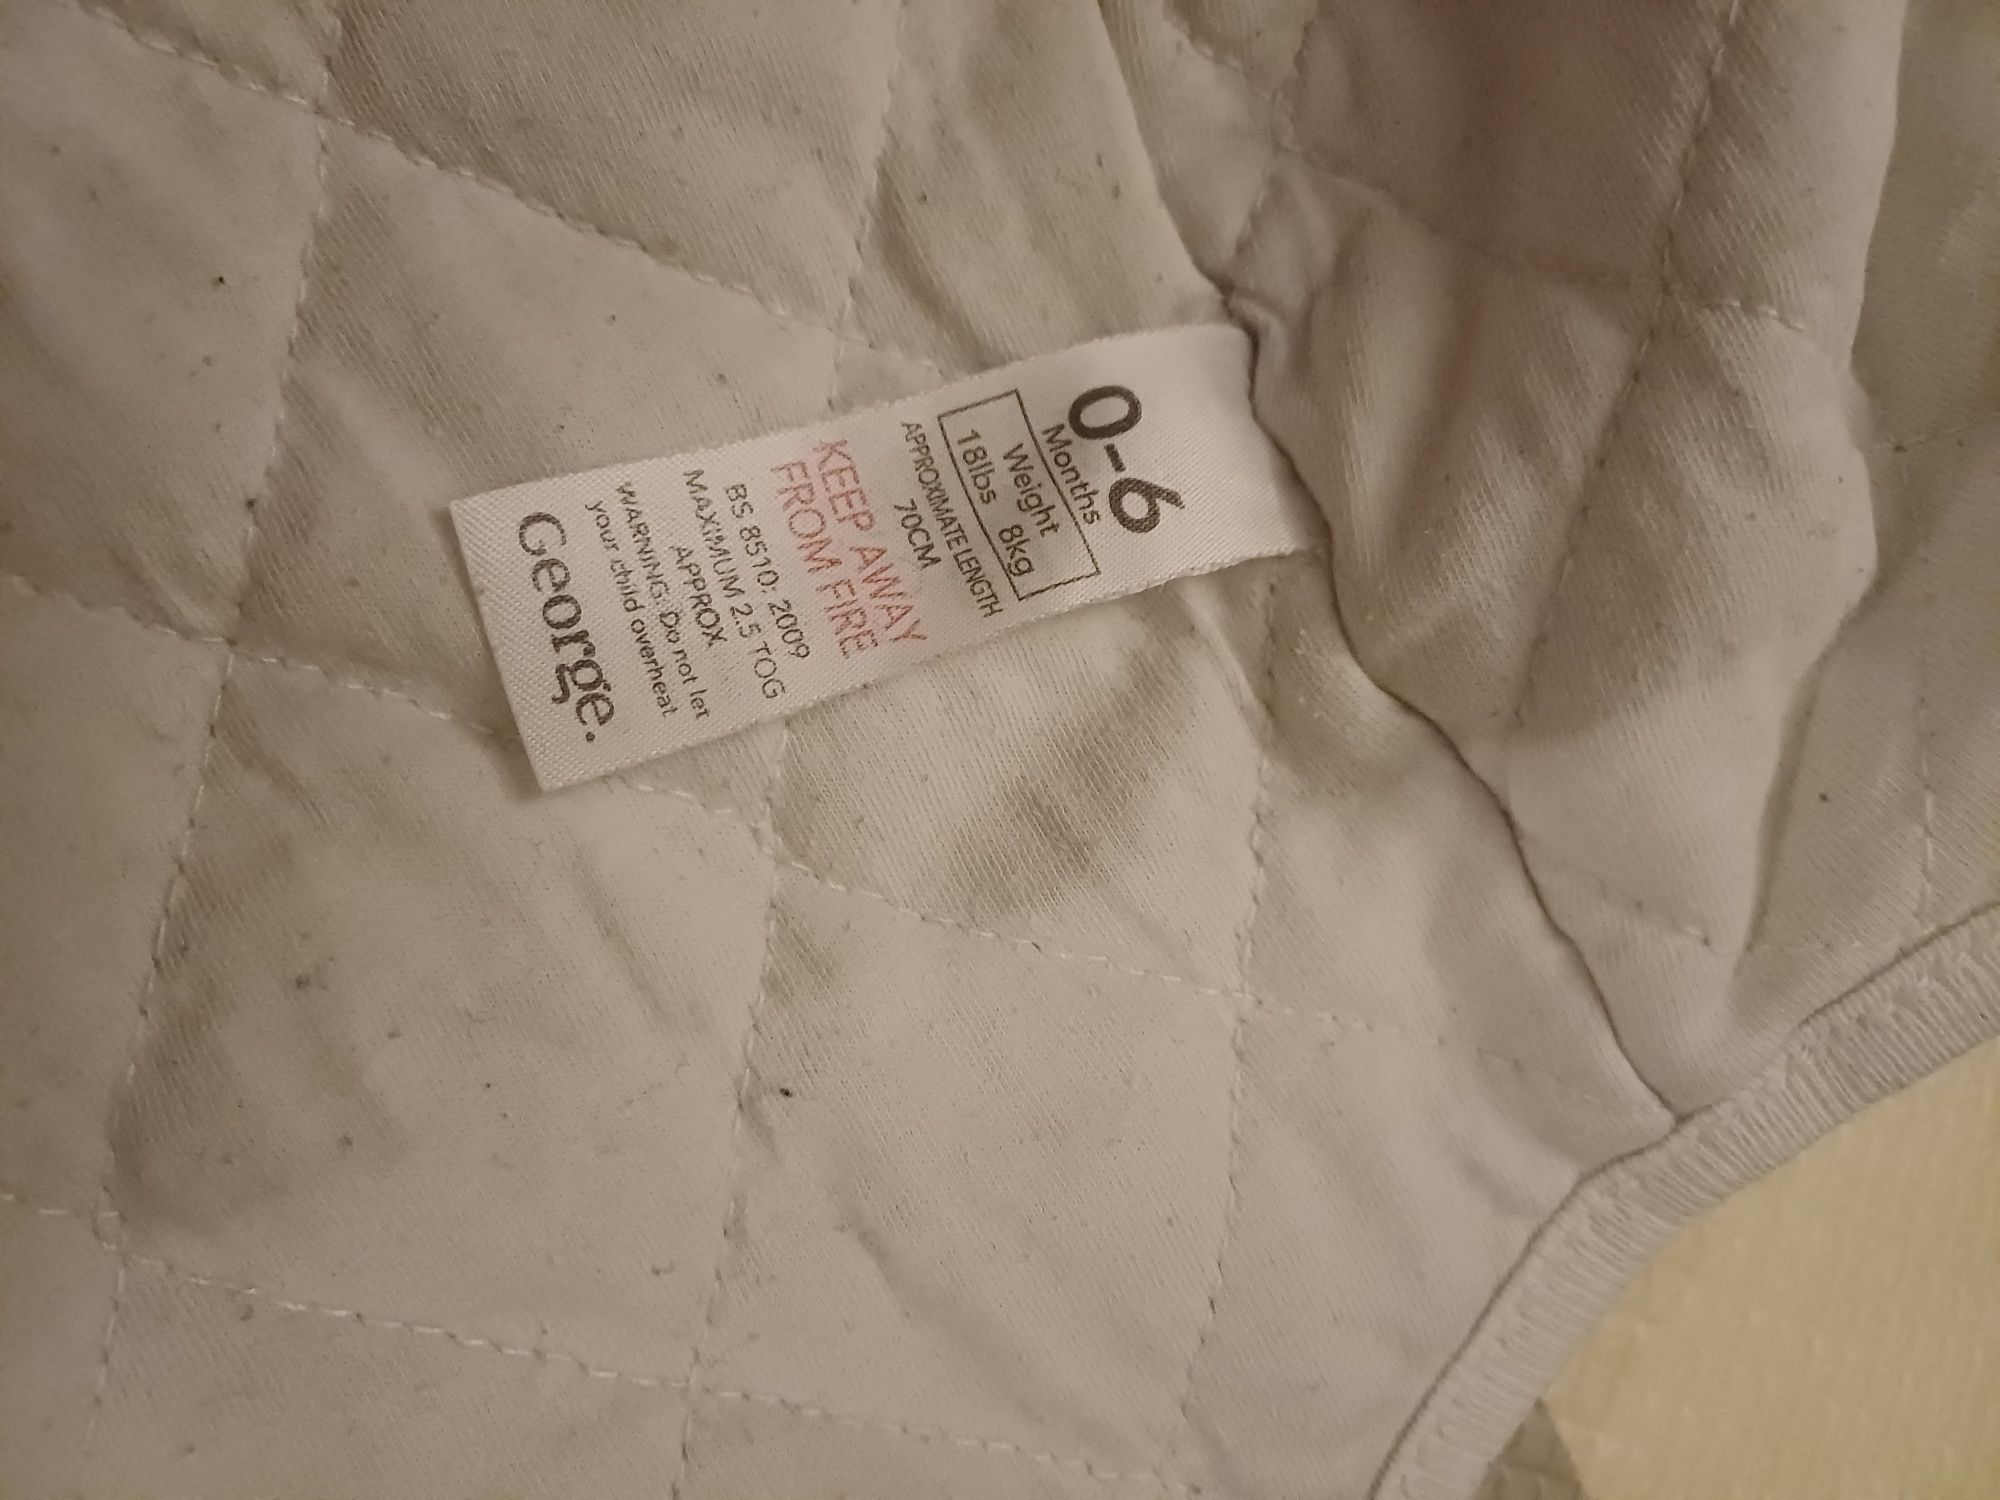 0-6
Months
Weight
18lbs 8kg
APPROXIMATE LENGTH
70CM
KEEP AWAY
FROM FIRE
BS 8510: 2009
MAXIMUM 2.5 TOG
APPROX
WARNING: Do not let
your child overheat
George.